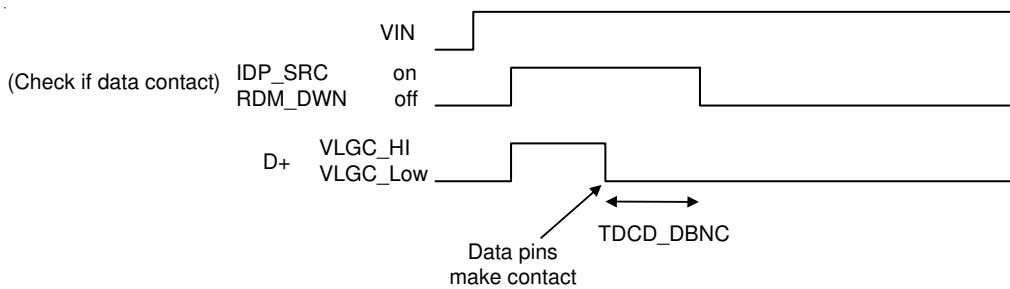 VIN
(Check if data contact) IDP_SRC on
RDM_DWN off
D+ VLGC_HI
VLGC_Low
TDCD_DBNC
Data pins
make contact